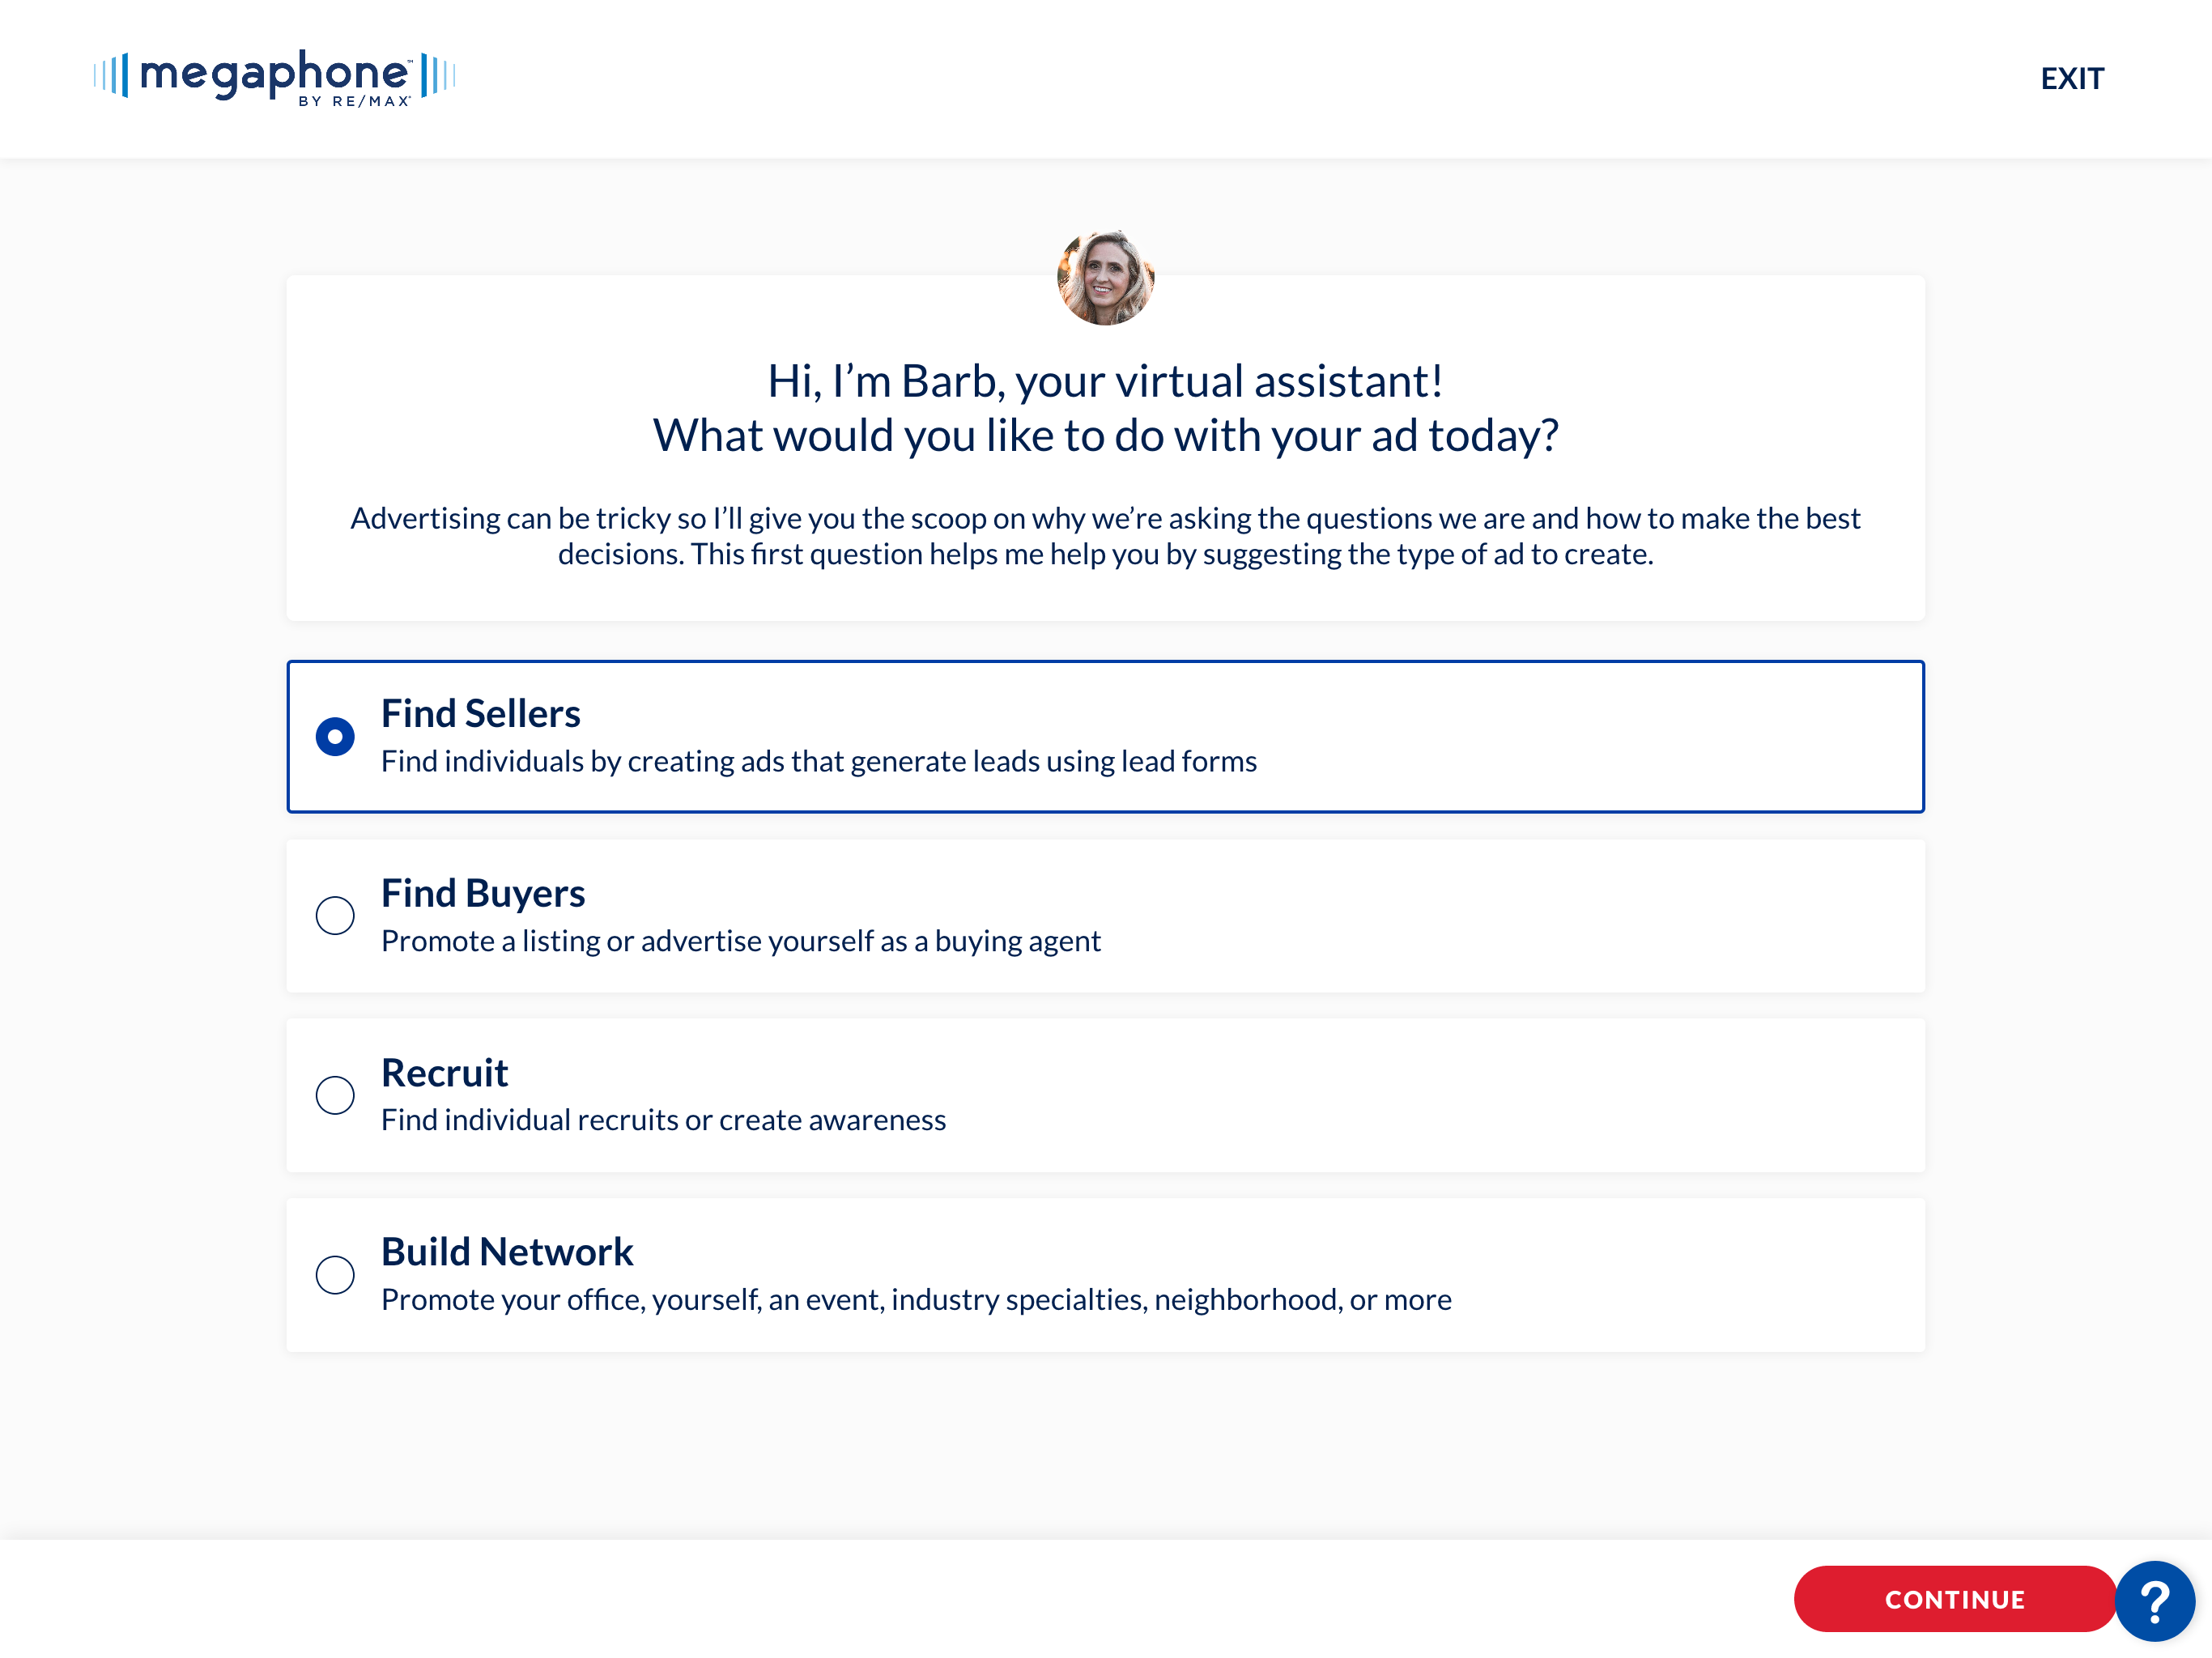 megaphone™
BY RE/MAX®
EXIT
Hi, I’m Barb, your virtual assistant!
What would you like to do with your ad today?
Advertising can be tricky so I’ll give you the scoop on why we’re asking the questions we are and how to make the best
decisions. This first question helps me help you by suggesting the type of ad to create.
Find Sellers
Find individuals by creating ads that generate leads using lead forms
Find Buyers
Promote a listing or advertise yourself as a buying agent
Recruit
Find individual recruits or create awareness
Build Network
Promote your office, yourself, an event, industry specialties, neighborhood, or more
CONTINUE
?